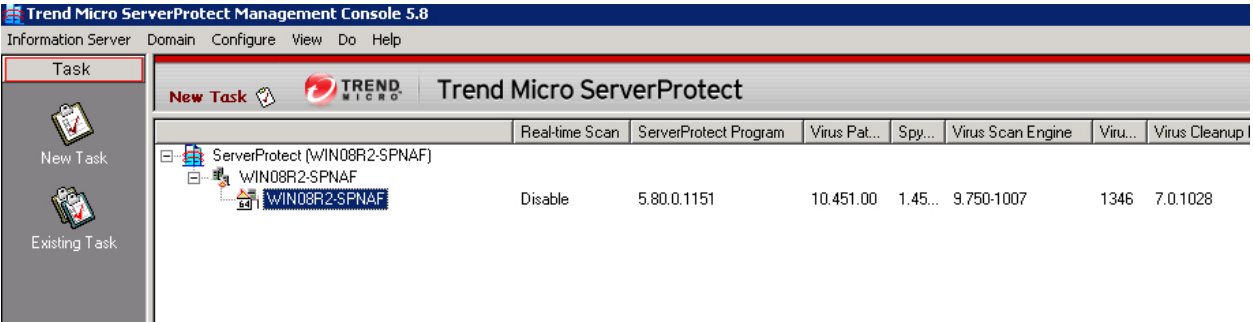 Trend Micro ServerProtect Management Console 5.8
Information Server Domain Configure View Do Help
Task
New Task TREND MICRO Trend Micro ServerProtect
Real-time Scan ServerProtect Program Virus Pat... Spy... Virus Scan Engine Viru... Virus Cleanup
New Task
ServerProtect (WIN08R2-SPNAF)
WIN08R2-SPNAF
64 WIN08R2-SPNAF Disable 5.80.0.1151 10.451.00 1.45... 9.750-1007 1346 7.0.1028
Existing Task